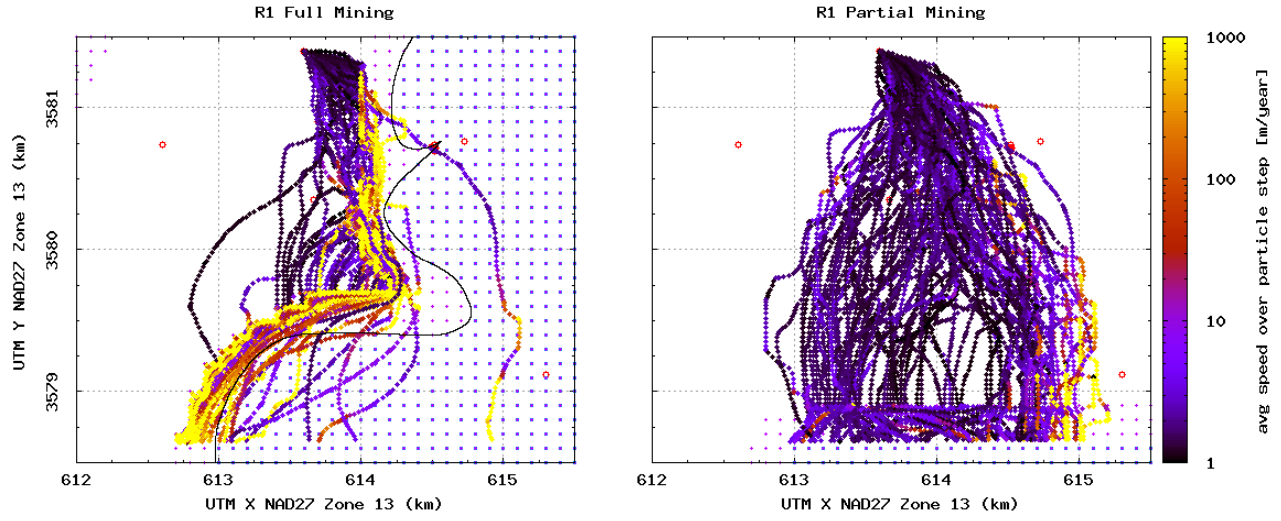 R1 Full Mining
R1 Partial Mining
UTM Y NAD27 Zone 13 (km)
3581
3580
3579
612
613
614
615
UTM X NAD27 Zone 13 (km)
612
613
614
615
UTM X NAD27 Zone 13 (km)
1000
100
10
1
avg speed over particle step [m/year]